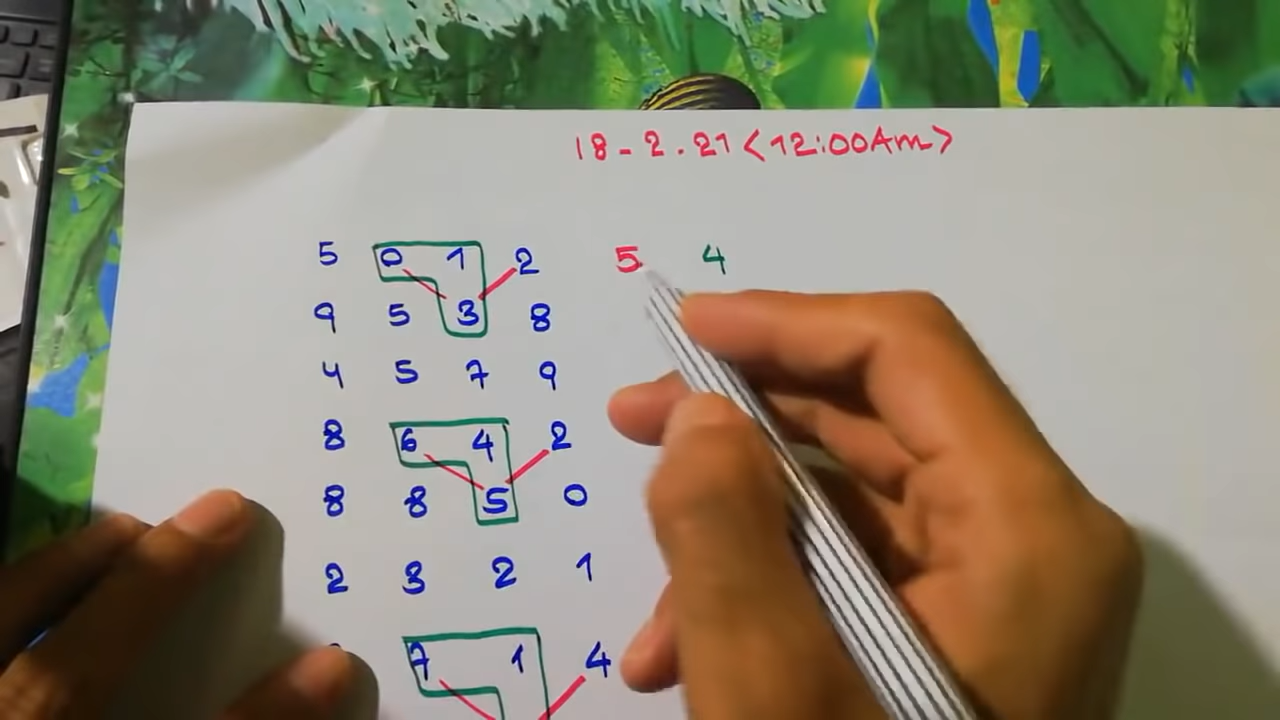 18-2.21 <12:00Am>
5 0 1 2 5 4
9 5 3 8
4 5 7 9
8 6 4 2
8 8 5 0
2 3 2 1
7 1 4